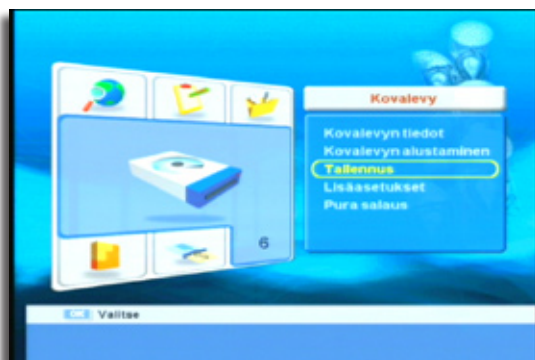 Kovalevy
Kovalevyn tiedot
Kovalevyn alustaminen
Tallennus
Lisäasetukset
Pura salaus
6
OK Valitse